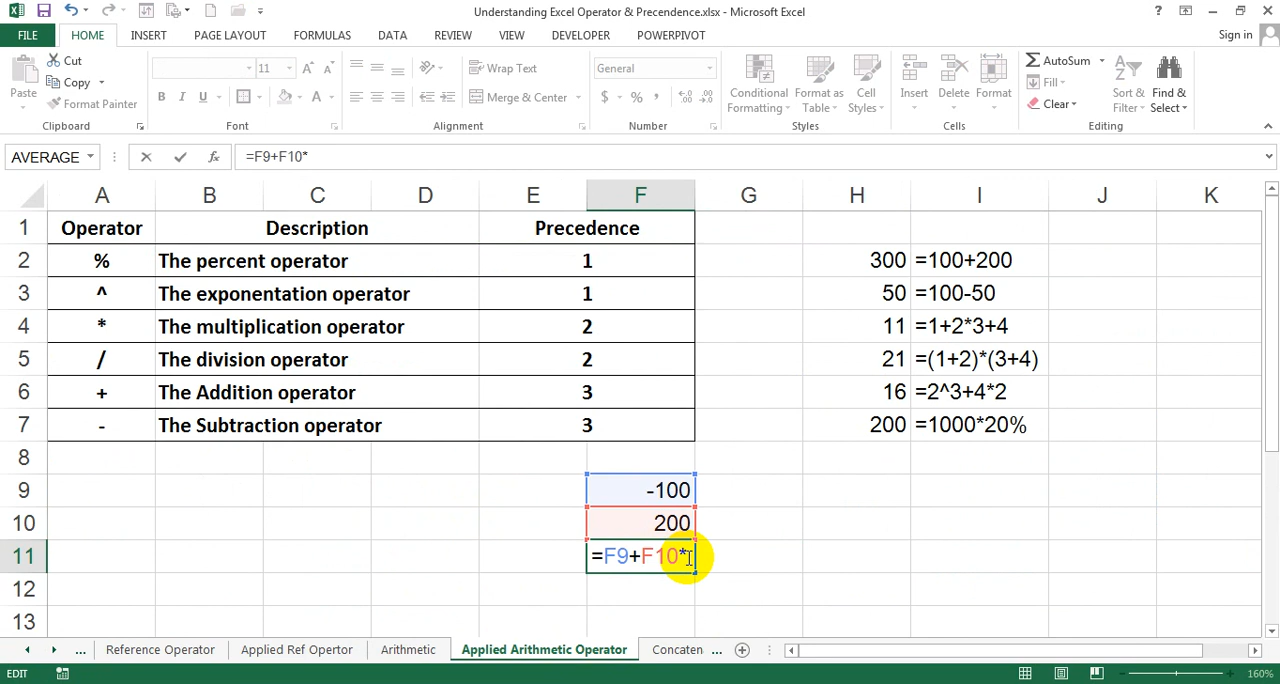 Understanding Excel Operator & Precendence.xlsx - Microsoft Excel
FILE HOME INSERT PAGE LAYOUT FORMULAS DATA REVIEW VIEW DEVELOPER POWERPIVOT Sign in
Paste Cut Copy Format Painter
11 A A
B I U A
Wrap Text
Merge & Center
General
$ % ,
Conditional Formatting Format as Table Cell Styles
Insert Delete Format
AutoSum Fill Clear
Sort & Filter Find & Select
Clipboard Font Alignment Number Styles Cells Editing
AVERAGE fx =F9+F10*
A B C D E F G H I J K
1 Operator Description Precedence
2 % The percent operator 1 300 =100+200
3 ^ The exponentation operator 1 50 =100-50
4 * The multiplication operator 2 11 =1+2*3+4
5 / The division operator 2 21 =(1+2)*(3+4)
6 + The Addition operator 3 16 =2^3+4*2
7 - The Subtraction operator 3 200 =1000*20%
8
9 -100
10 200
11 =F9+F10*
12
13
... Reference Operator Applied Ref Opertor Arithmetic Applied Arithmetic Operator Concaten ...
EDIT 160%